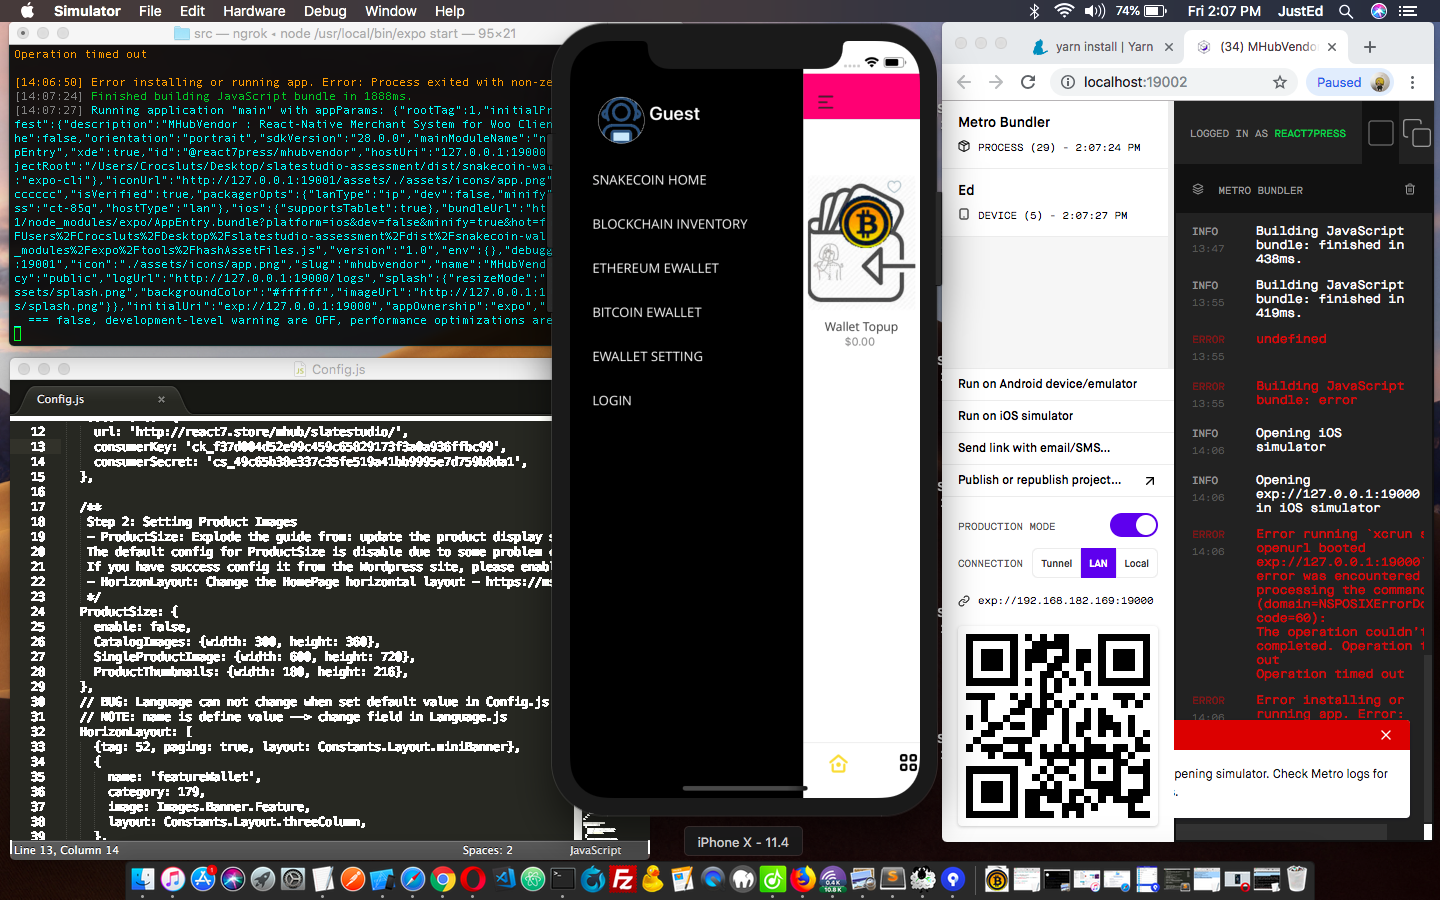 Simulator File Edit Hardware Debug Window Help
74% Fri 2:07 PM JustEd
src — ngrok ◂ node /usr/local/bin/expo start — 95×21
Operation timed out
[14:06:50] Error installing or running app. Error: Process exited with non-ze
[14:07:24] Finished building JavaScript bundle in 1888ms.
[14:07:27] Running application "main" with appParams: {"rootTag":1,"initialPr
fest":{"description":"MHubVendor : React-Native Merchant System for Woo Clien
he":false,"orientation":"portrait","sdkVersion":"28.0.0","mainModuleName":"n
pEntry","xde":true,"id":"@react7press/mhubvendor","hostUri":"127.0.0.1:19000
jectRoot":"/Users/Crocsluts/Desktop/slatestudio-assessment/dist/snakecoin-wal
:"expo-cli"},"iconUrl":"http://127.0.0.1:19001/assets/./assets/icons/app.png"
cccccc","isVerified":true,"packagerOpts":{"lanType":"ip","dev":false,"minify
ss":"ct-85q","hostType":"lan"},"ios":{"supportsTablet":true},"bundleUrl":"ht
1/node_modules/expo/AppEntry.bundle?platform=ios&dev=false&minify=true&hot=f
FUsers%2FCrocsluts%2FDesktop%2Fslatestudio-assessment%2Fdist%2Fsnakecoin-wal
_modules%2Fexpo%2Ftools%2FhashAssetFiles.js","version":"1.0","env":{},"debug
:19001","icon":"./assets/icons/app.png","slug":"mhubvendor","name":"MHubVend
cy":"public","logUrl":"http://127.0.0.1:19000/logs","splash":{"resizeMode":"
ssets/splash.png","backgroundColor":"#ffffff","imageUrl":"http://127.0.0.1:1
s/splash.png"}},"initialUri":"exp://127.0.0.1:19000","appOwnership":"expo","
=== false, development-level warning are OFF, performance optimizations are
Config.js
Config.js
12 url: 'http://react7.store/mhub/slatestudio/',
13 consumerKey: 'ck_f37d004d52e99c459c65829173f3a0a936ffbc99',
14 consumerSecret: 'cs_49c65b38e337c35fe519a41bb9995e7d759b8da1',
15 },
16
17 /**
18 Step 2: Setting Product Images
19 – ProductSize: Explode the guide from: update the product display s
20 The default config for ProductSize is disable due to some problem
21 If you have success config it from the Wordpress site, please enabl
22 – HorizonLayout: Change the HomePage horizontal layout – https://ms
23 */
24 ProductSize: {
25 enable: false,
26 CatalogImages: {width: 300, height: 360},
27 SingleProductImage: {width: 600, height: 720},
28 ProductThumbnails: {width: 180, height: 216},
29 },
30 // BUG: Language can not change when set default value in Config.js
31 // NOTE: name is define value ––> change field in Language.js
32 HorizonLayout: [
33 {tag: 52, paging: true, layout: Constants.Layout.miniBanner},
34 {
35 name: 'featureWallet',
36 category: 179,
37 image: Images.Banner.Feature,
38 layout: Constants.Layout.threeColumn,
39 },
Line 13, Column 14 Spaces: 2 JavaScript
Guest
SNAKECOIN HOME
BLOCKCHAIN INVENTORY
ETHEREUM EWALLET
BITCOIN EWALLET
EWALLET SETTING
LOGIN
Wallet Topup
$0.00
iPhone X - 11.4
yarn install | Yarn
(34) MHubVendo
localhost:19002
Paused
Metro Bundler
PROCESS (29) - 2:07:24 PM
Ed
DEVICE (5) - 2:07:27 PM
Run on Android device/emulator
Run on iOS simulator
Send link with email/SMS...
Publish or republish project...
PRODUCTION MODE
CONNECTION Tunnel LAN Local
exp://192.168.182.169:19000
LOGGED IN AS REACT7PRESS
METRO BUNDLER
INFO Building JavaScript
13:47 bundle: finished in
438ms.
INFO Building JavaScript
13:55 bundle: finished in
419ms.
ERROR undefined
13:55
ERROR Building JavaScript
13:55 bundle: error
INFO Opening iOS
14:06 simulator
INFO Opening
14:06 exp://127.0.0.1:19000
in iOS simulator
ERROR Error running `xcrun s
14:06 openurl booted
exp://127.0.0.1:19000`
error was encountered
processing the command
(domain=NSPOSIXErrorDo
code=60):
The operation couldn't
completed. Operation t
out
Operation timed out
ERROR Error installing or
14:06 running app. Error:
pening simulator. Check Metro logs for
s.
0.4K
10.8K